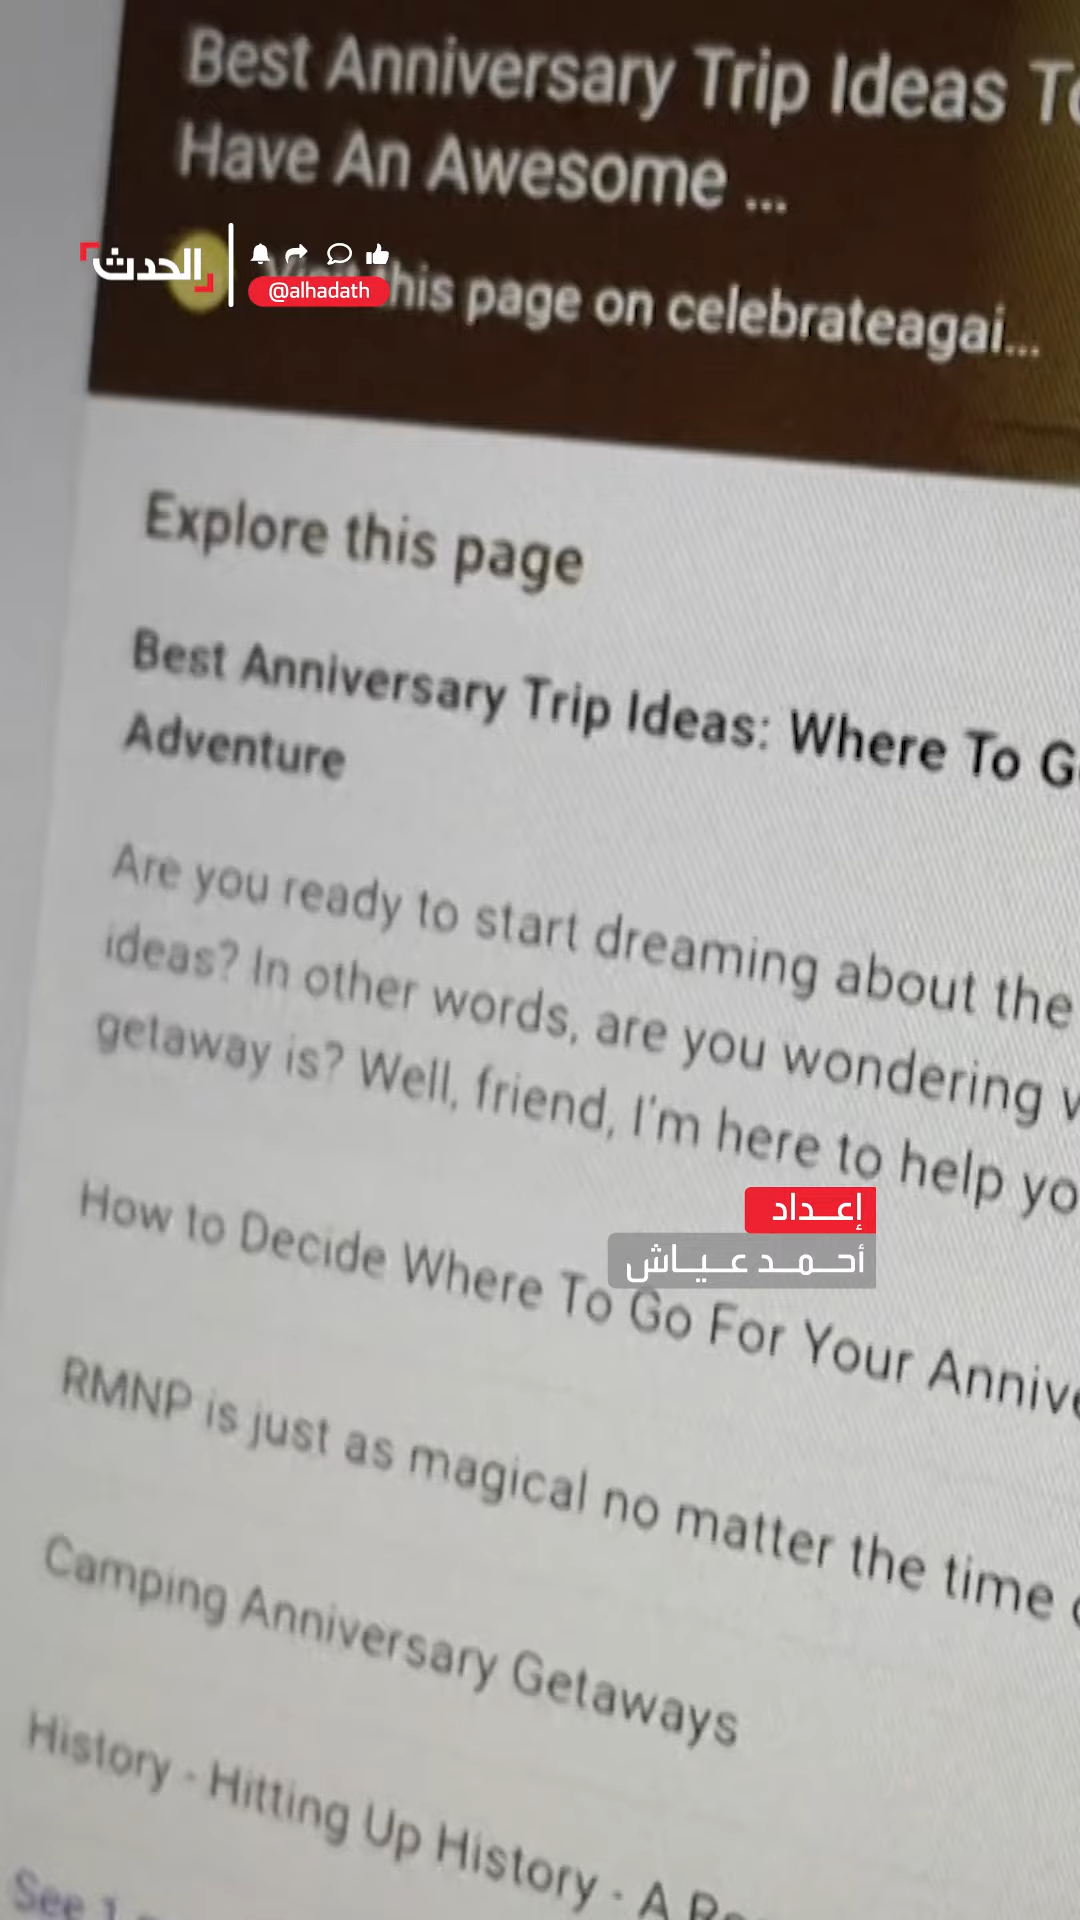 Best Anniversary Trip Ideas
Have An Awesome ...
الحدث
@alhadath
this page on celebrateagai...
Explore this page
Best Anniversary Trip Ideas: Where To
Adventure
Are you ready to start dreaming about the
ideas? In other words, are you wondering
getaway is? Well, friend, I'm here to help
إعداد
أحمد عياش
How to Decide Where To Go For Your
RMNP is just as magical no matter the time
Camping Anniversary Getaways
History - Hitting Up History - A
See 1